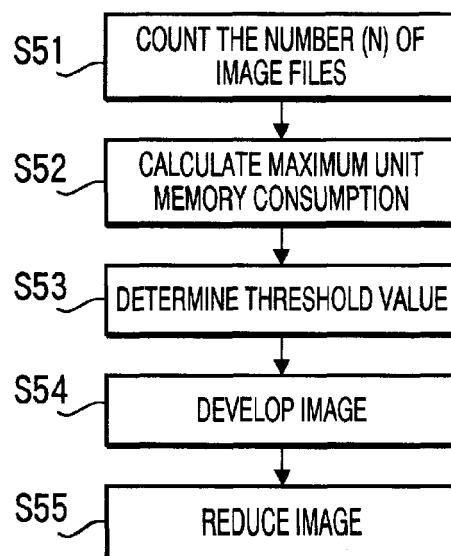 S51
COUNT THE NUMBER (N) OF
IMAGE FILES
S52
CALCULATE MAXIMUM UNIT
MEMORY CONSUMPTION
S53
DETERMINE THRESHOLD VALUE
S54
DEVELOP IMAGE
S55
REDUCE IMAGE